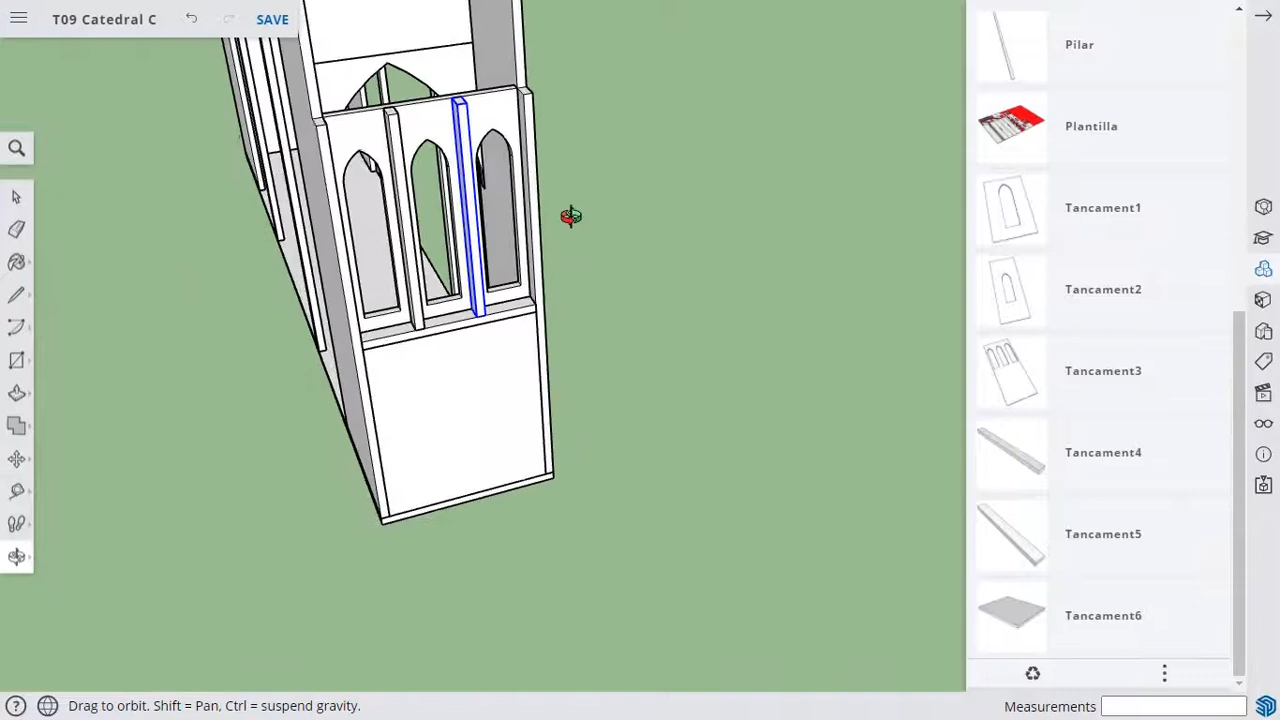 T09 Catedral C
SAVE
Pilar
Plantilla
Tancament1
Tancament2
Tancament3
Tancament4
Tancament5
Tancament6
Drag to orbit. Shift = Pan, Ctrl = suspend gravity.
Measurements